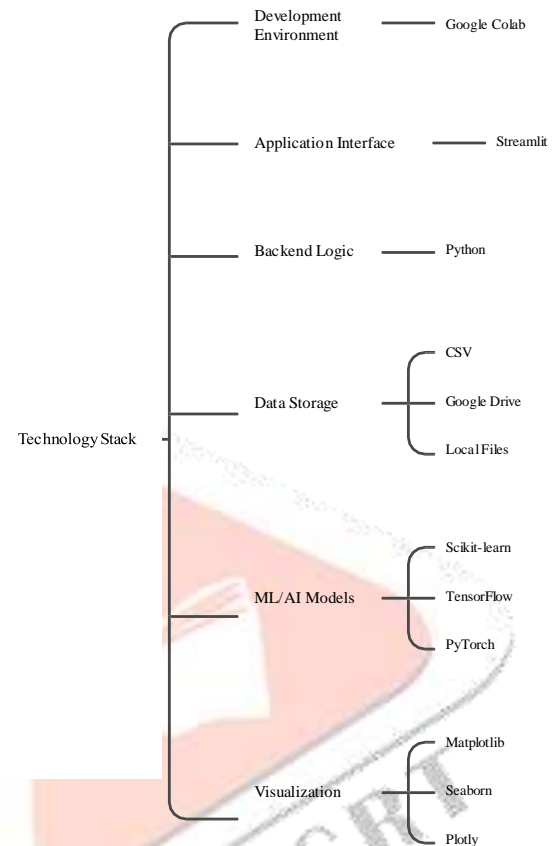 Development
Environment
Google Colab
Application Interface
Streamlit
Backend Logic
Python
CSV
Data Storage
Google Drive
Local Files
Technology Stack
Scikit-learn
ML/AI Models
TensorFlow
PyTorch
Matplotlib
Visualization
Seaborn
Plotly
CRT